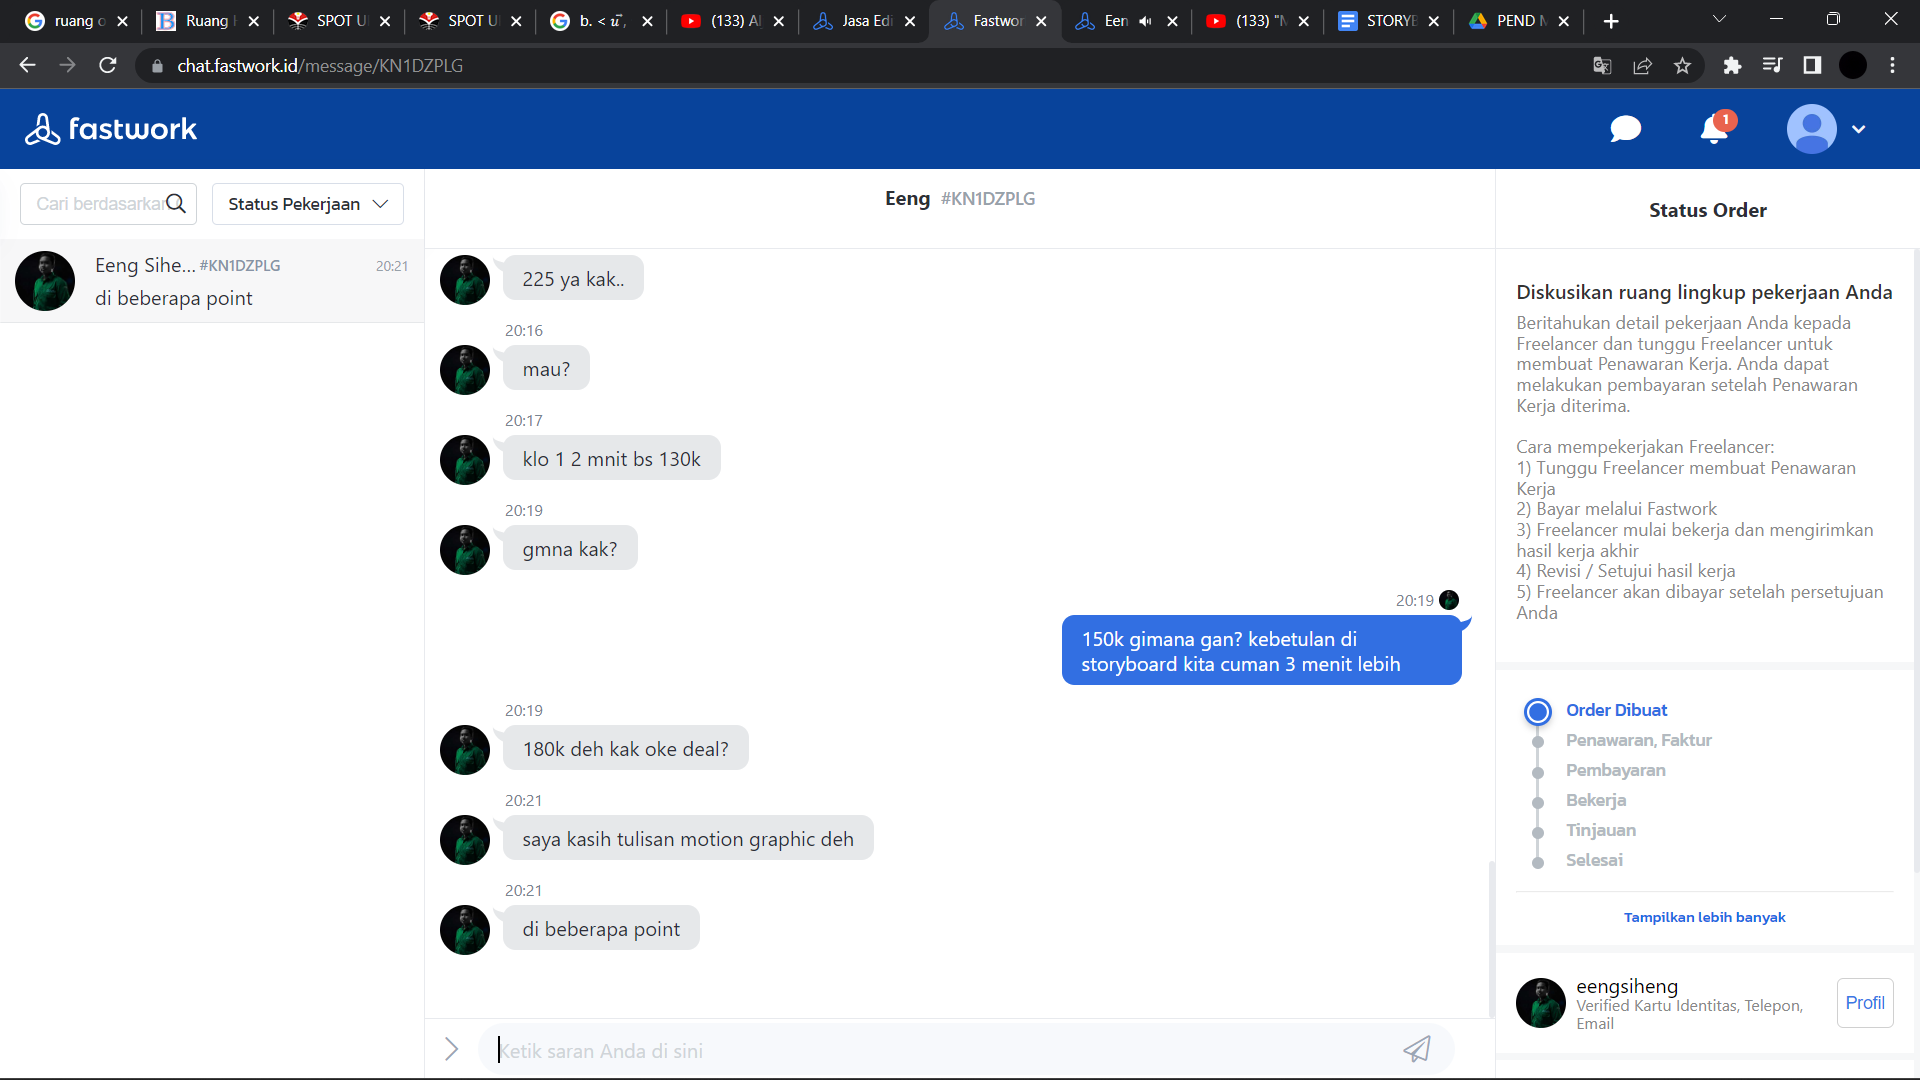 ruang o
Ruang
SPOT U
SPOT U
(133) A
Jasa Edi
Fastwor
Een
(133) "
STORYB
PEND
chat.fastwork.id/message/KN1DZPLG
fastwork
1
Cari berdasarkan
Status Pekerjaan
Eeng Sihe... #KN1DZPLG
20:21
di beberapa point
Eeng #KN1DZPLG
225 ya kak..
20:16
mau?
20:17
klo 1 2 mnit bs 130k
20:19
gmna kak?
20:19
150k gimana gan? kebetulan di
storyboard kita cuman 3 menit lebih
20:19
180k deh kak oke deal?
20:21
saya kasih tulisan motion graphic deh
20:21
di beberapa point
Ketik saran Anda di sini
Status Order
Diskusikan ruang lingkup pekerjaan Anda
Beritahukan detail pekerjaan Anda kepada
Freelancer dan tunggu Freelancer untuk
membuat Penawaran Kerja. Anda dapat
melakukan pembayaran setelah Penawaran
Kerja diterima.
Cara mempekerjakan Freelancer:
1) Tunggu Freelancer membuat Penawaran
Kerja
2) Bayar melalui Fastwork
3) Freelancer mulai bekerja dan mengirimkan
hasil kerja akhir
4) Revisi / Setujui hasil kerja
5) Freelancer akan dibayar setelah persetujuan
Anda
Order Dibuat
Penawaran, Faktur
Pembayaran
Bekerja
Tinjauan
Selesai
Tampilkan lebih banyak
eengsiheng
Verified Kartu Identitas, Telepon,
Email
Profil